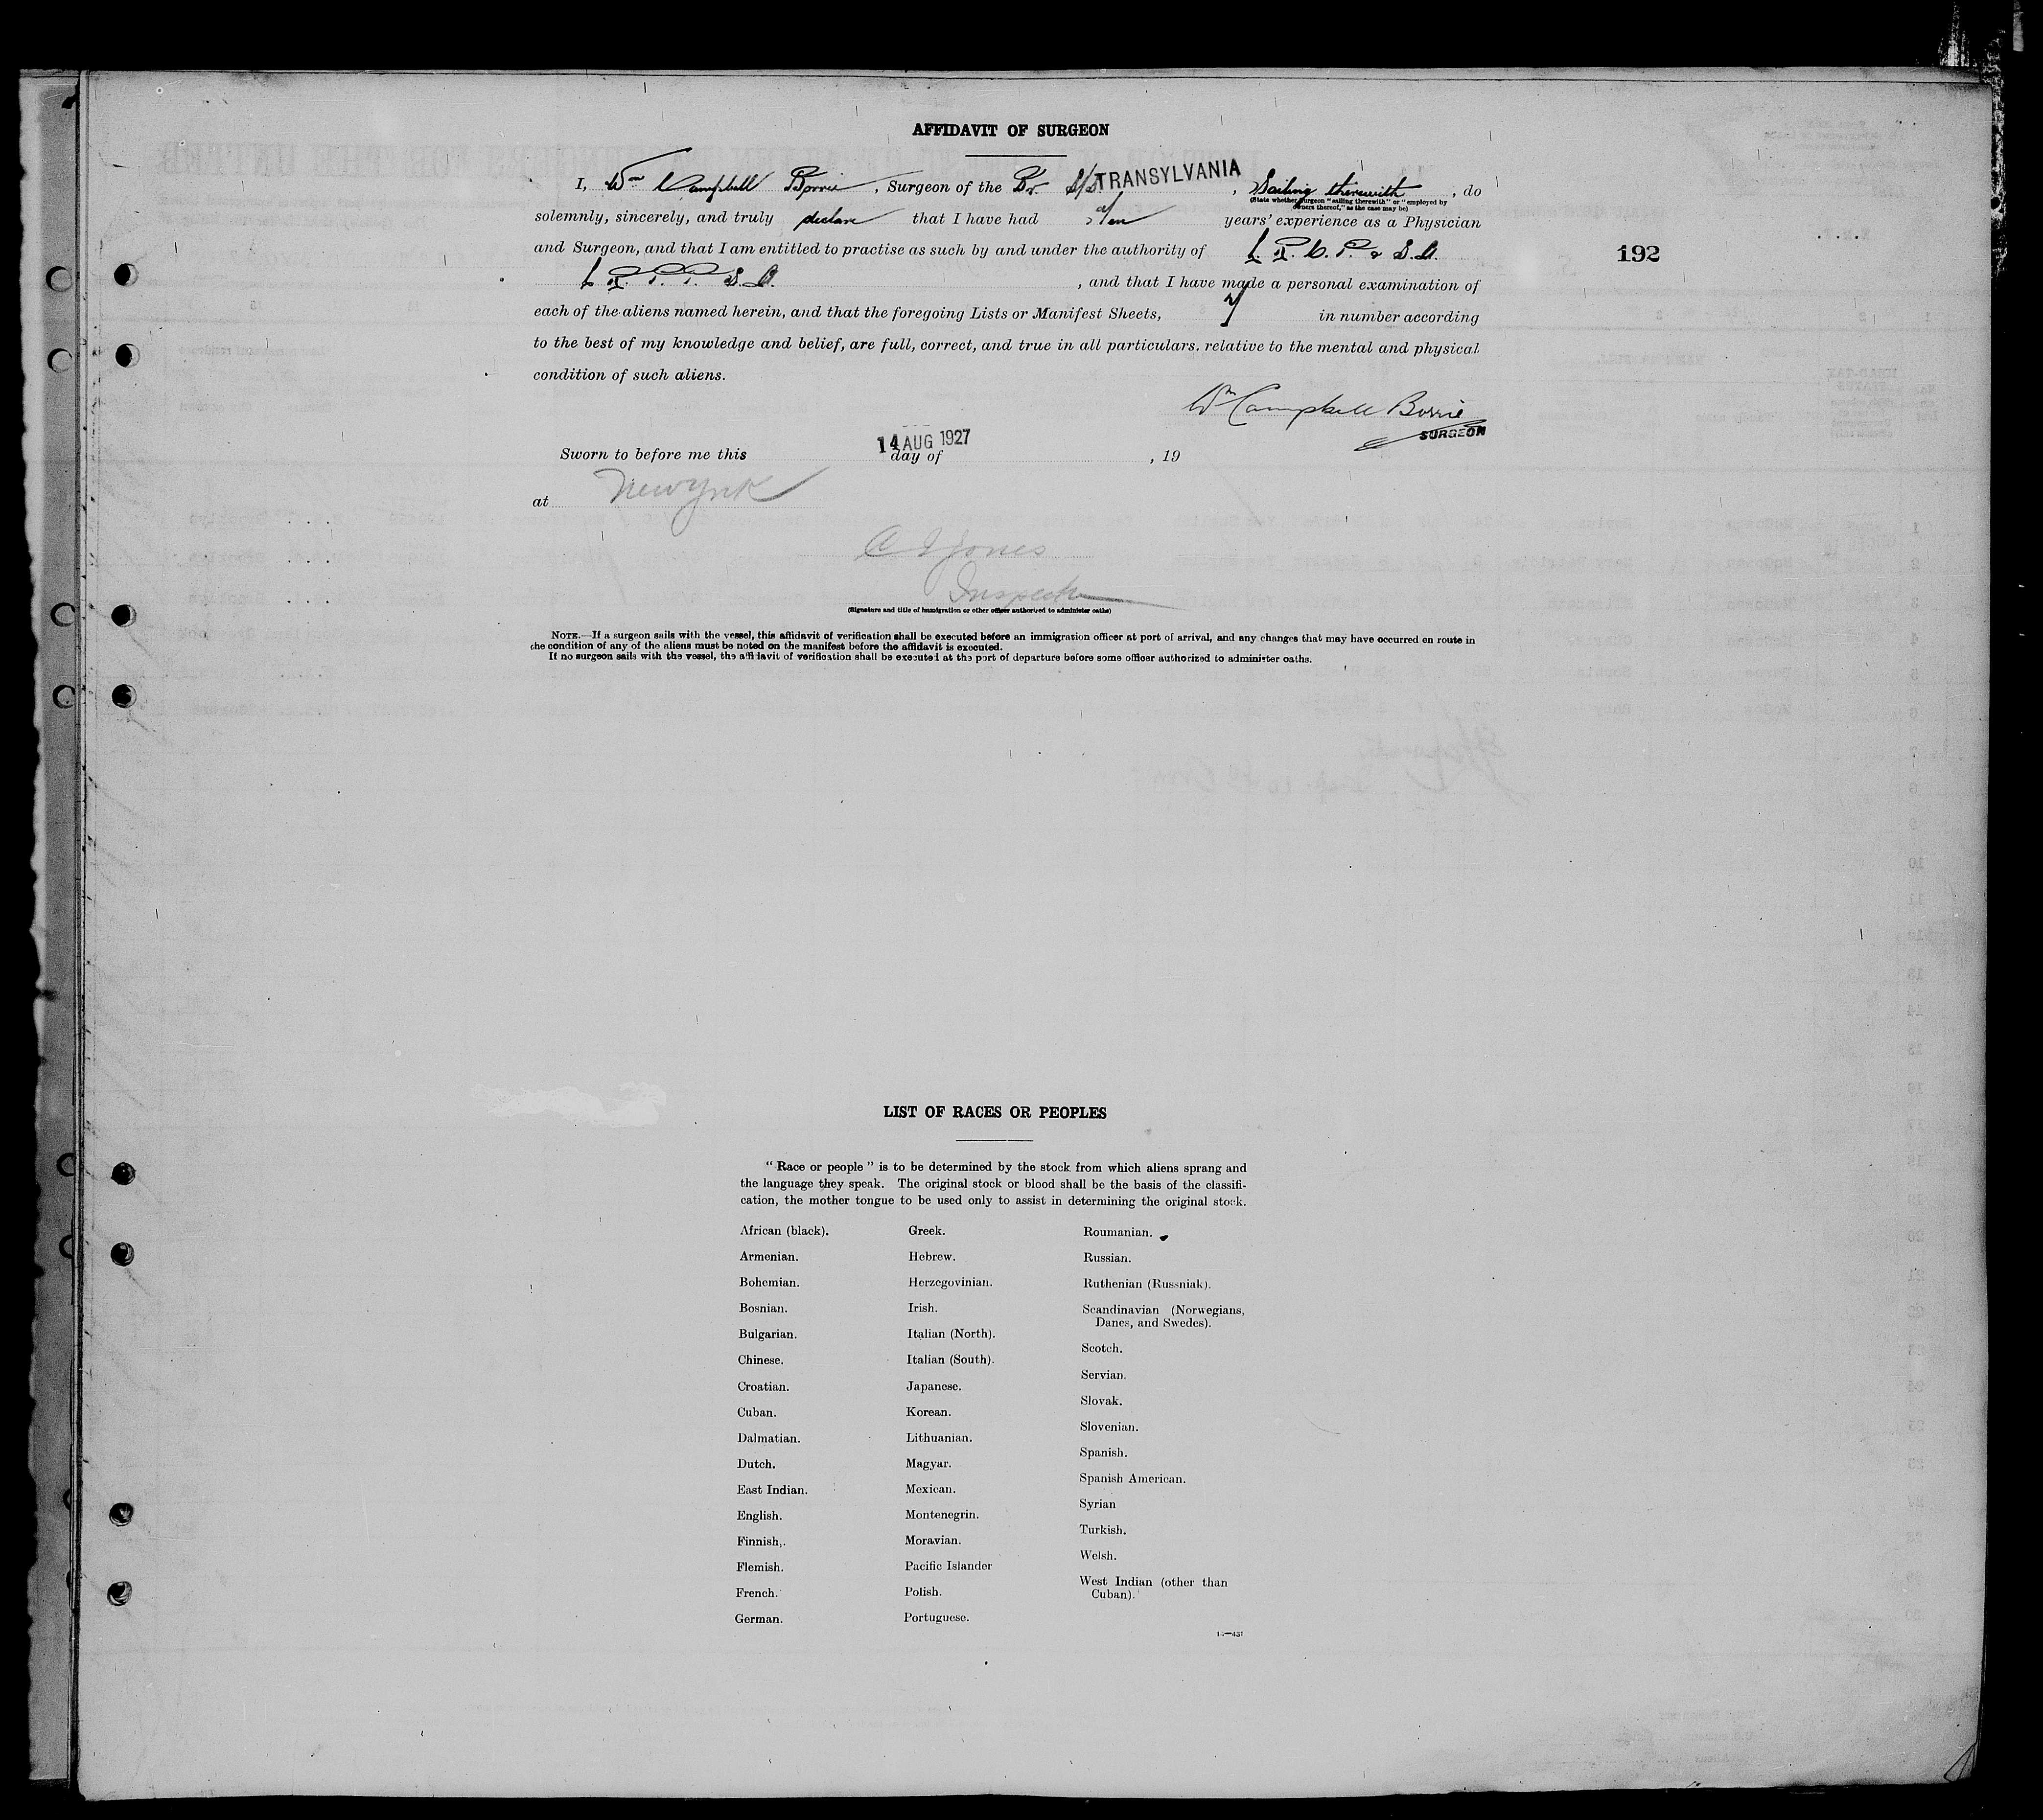 AFFIDAVIT OF SURGEON
I, Wm Campbell Borrie, Surgeon of the Br. S/S TRANSYLVANIA, Sailing therewith, do
(State whether Surgeon "sailing therewith" or "employed by
owners thereof," as the case may be)
solemnly, sincerely, and truly declare that I have had years' experience as a Physician
and Surgeon, and that I am entitled to practise as such by and under the authority of L. R. C. P. & S. E.
192
L. R. F. P. S. G., and that I have made a personal examination of
each of the aliens named herein, and that the foregoing Lists or Manifest Sheets, 7 in number according
to the best of my knowledge and belief, are full, correct, and true in all particulars. relative to the mental and physical
condition of such aliens.
Wm Campbell Borrie
SURGEON
14 AUG 1927
Sworn to before me this day of , 19
at New York
Jones
Inspector
(Signature and title of immigration or other officer authorized to administer oaths)
NOTE.—If a surgeon sails with the vessel, this affidavit of verification shall be executed before an immigration officer at port of arrival, and any changes that may have occurred en route in
the condition of any of the aliens must be noted on the manifest before the affidavit is executed.
If no surgeon sails with the vessel, the affidavit of verification shall be executed at the port of departure before some officer authorized to administer oaths.
LIST OF RACES OR PEOPLES
"Race or people" is to be determined by the stock from which aliens sprang and
the language they speak. The original stock or blood shall be the basis of the classifi-
cation, the mother tongue to be used only to assist in determining the original stock.
African (black).
Armenian.
Bohemian.
Bosnian.
Bulgarian.
Chinese.
Croatian.
Cuban.
Dalmatian.
Dutch.
East Indian.
English.
Finnish,.
Flemish.
French.
German.
Greek.
Hebrew.
Herzegovinian.
Irish.
Italian (North).
Italian (South).
Japanese.
Korean.
Lithuanian.
Magyar.
Mexican.
Montenegrin.
Moravian.
Pacific Islander
Polish.
Portuguese.
Roumanian.
Russian.
Ruthenian (Russniak).
Scandinavian (Norwegians,
Danes, and Swedes).
Scotch.
Servian.
Slovak.
Slovenian.
Spanish.
Spanish American.
Syrian
Turkish.
Welsh.
West Indian (other than
Cuban).